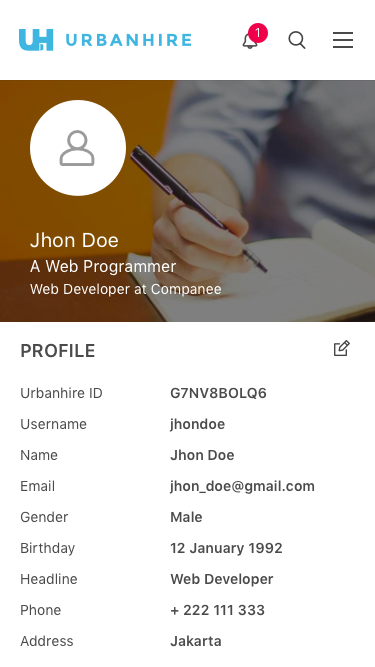 URBANHIRE
1
Jhon Doe
A Web Programmer
Web Developer at Companee
PROFILE
Urbanhire ID G7NV8BOLQ6
Username jhondoe
Name Jhon Doe
Email jhon_doe@gmail.com
Gender Male
Birthday 12 January 1992
Headline Web Developer
Phone + 222 111 333
Address Jakarta